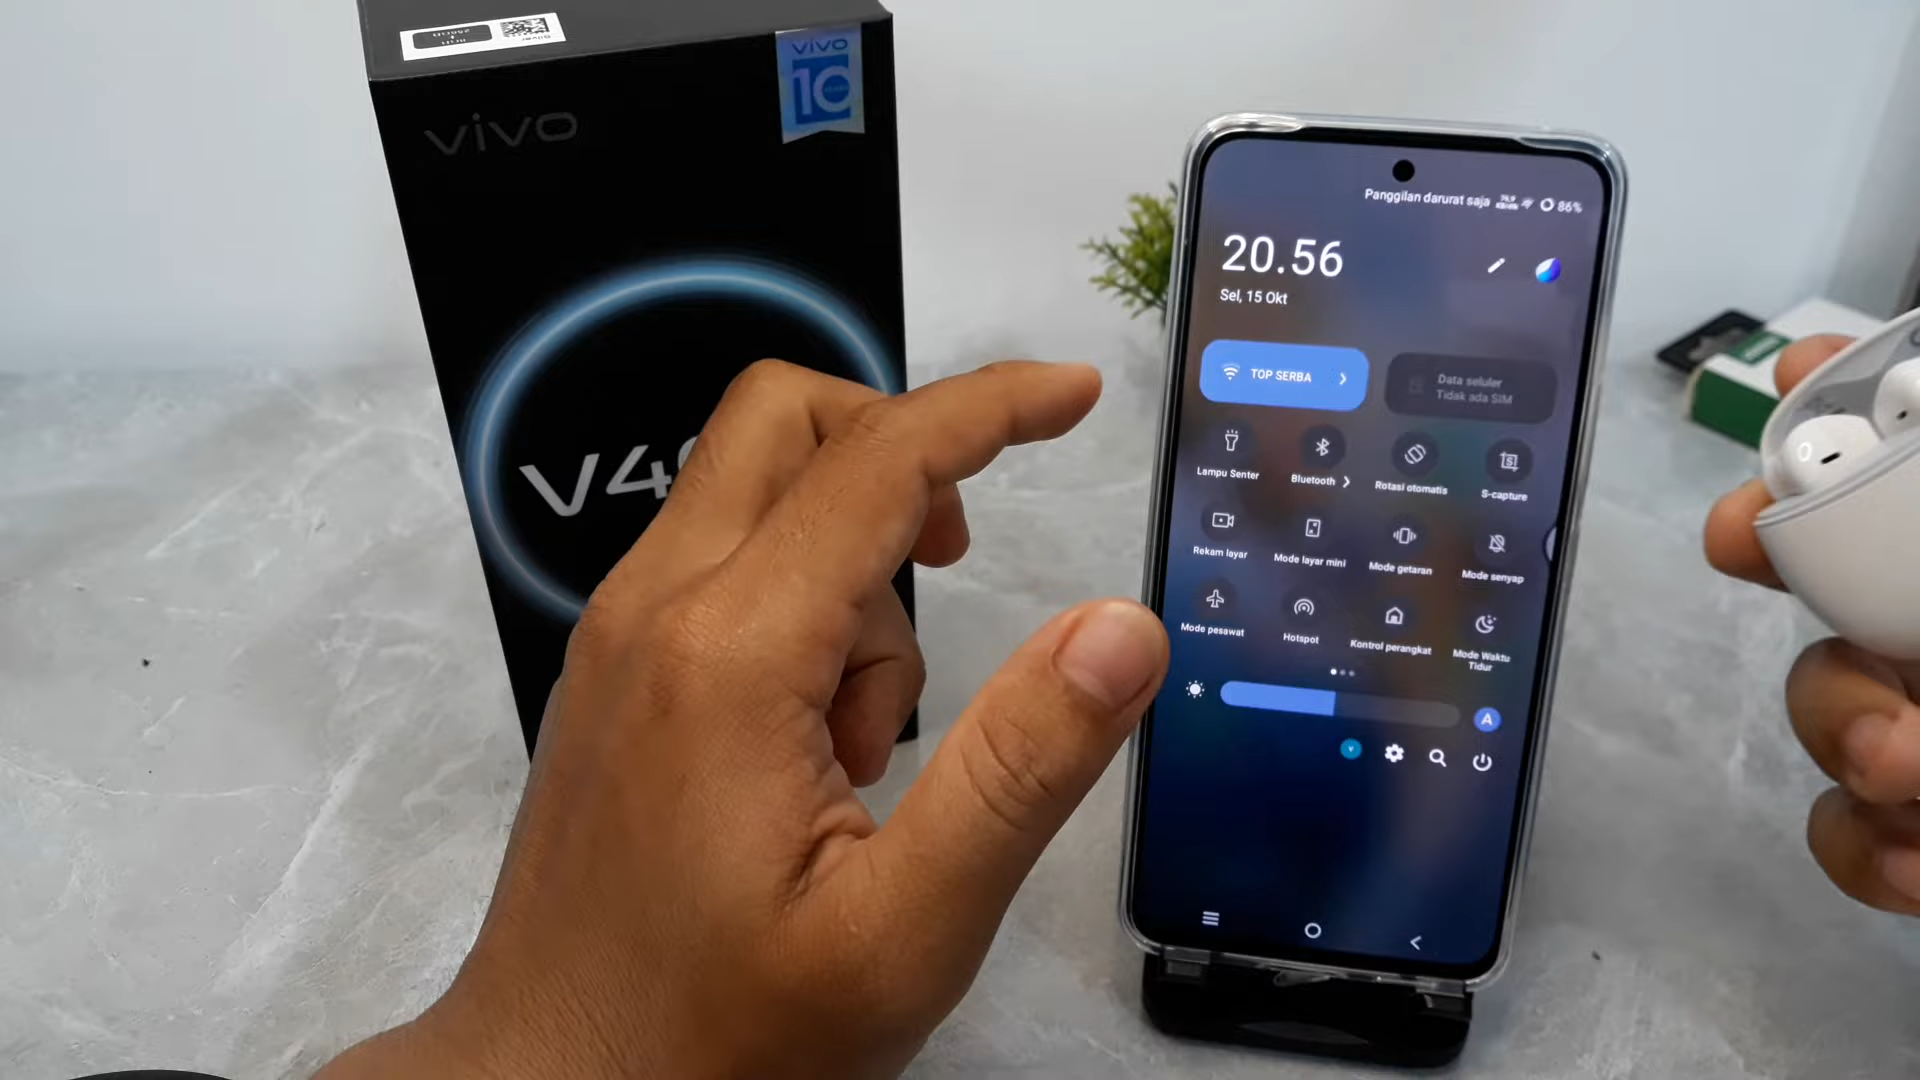 Silver
256GB
vivo
10
vivo
V4
Panggilan darurat saja
86%
20.56
Sel, 15 Okt
TOP SERBA
Data seluler
Tidak ada SIM
Lampu Senter
Bluetooth
Rotasi otomatis
S-capture
Rekam layar
Mode layar mini
Mode getaran
Mode senyap
Mode pesawat
Hotspot
Kontrol perangkat
Mode Waktu
Tidur
A